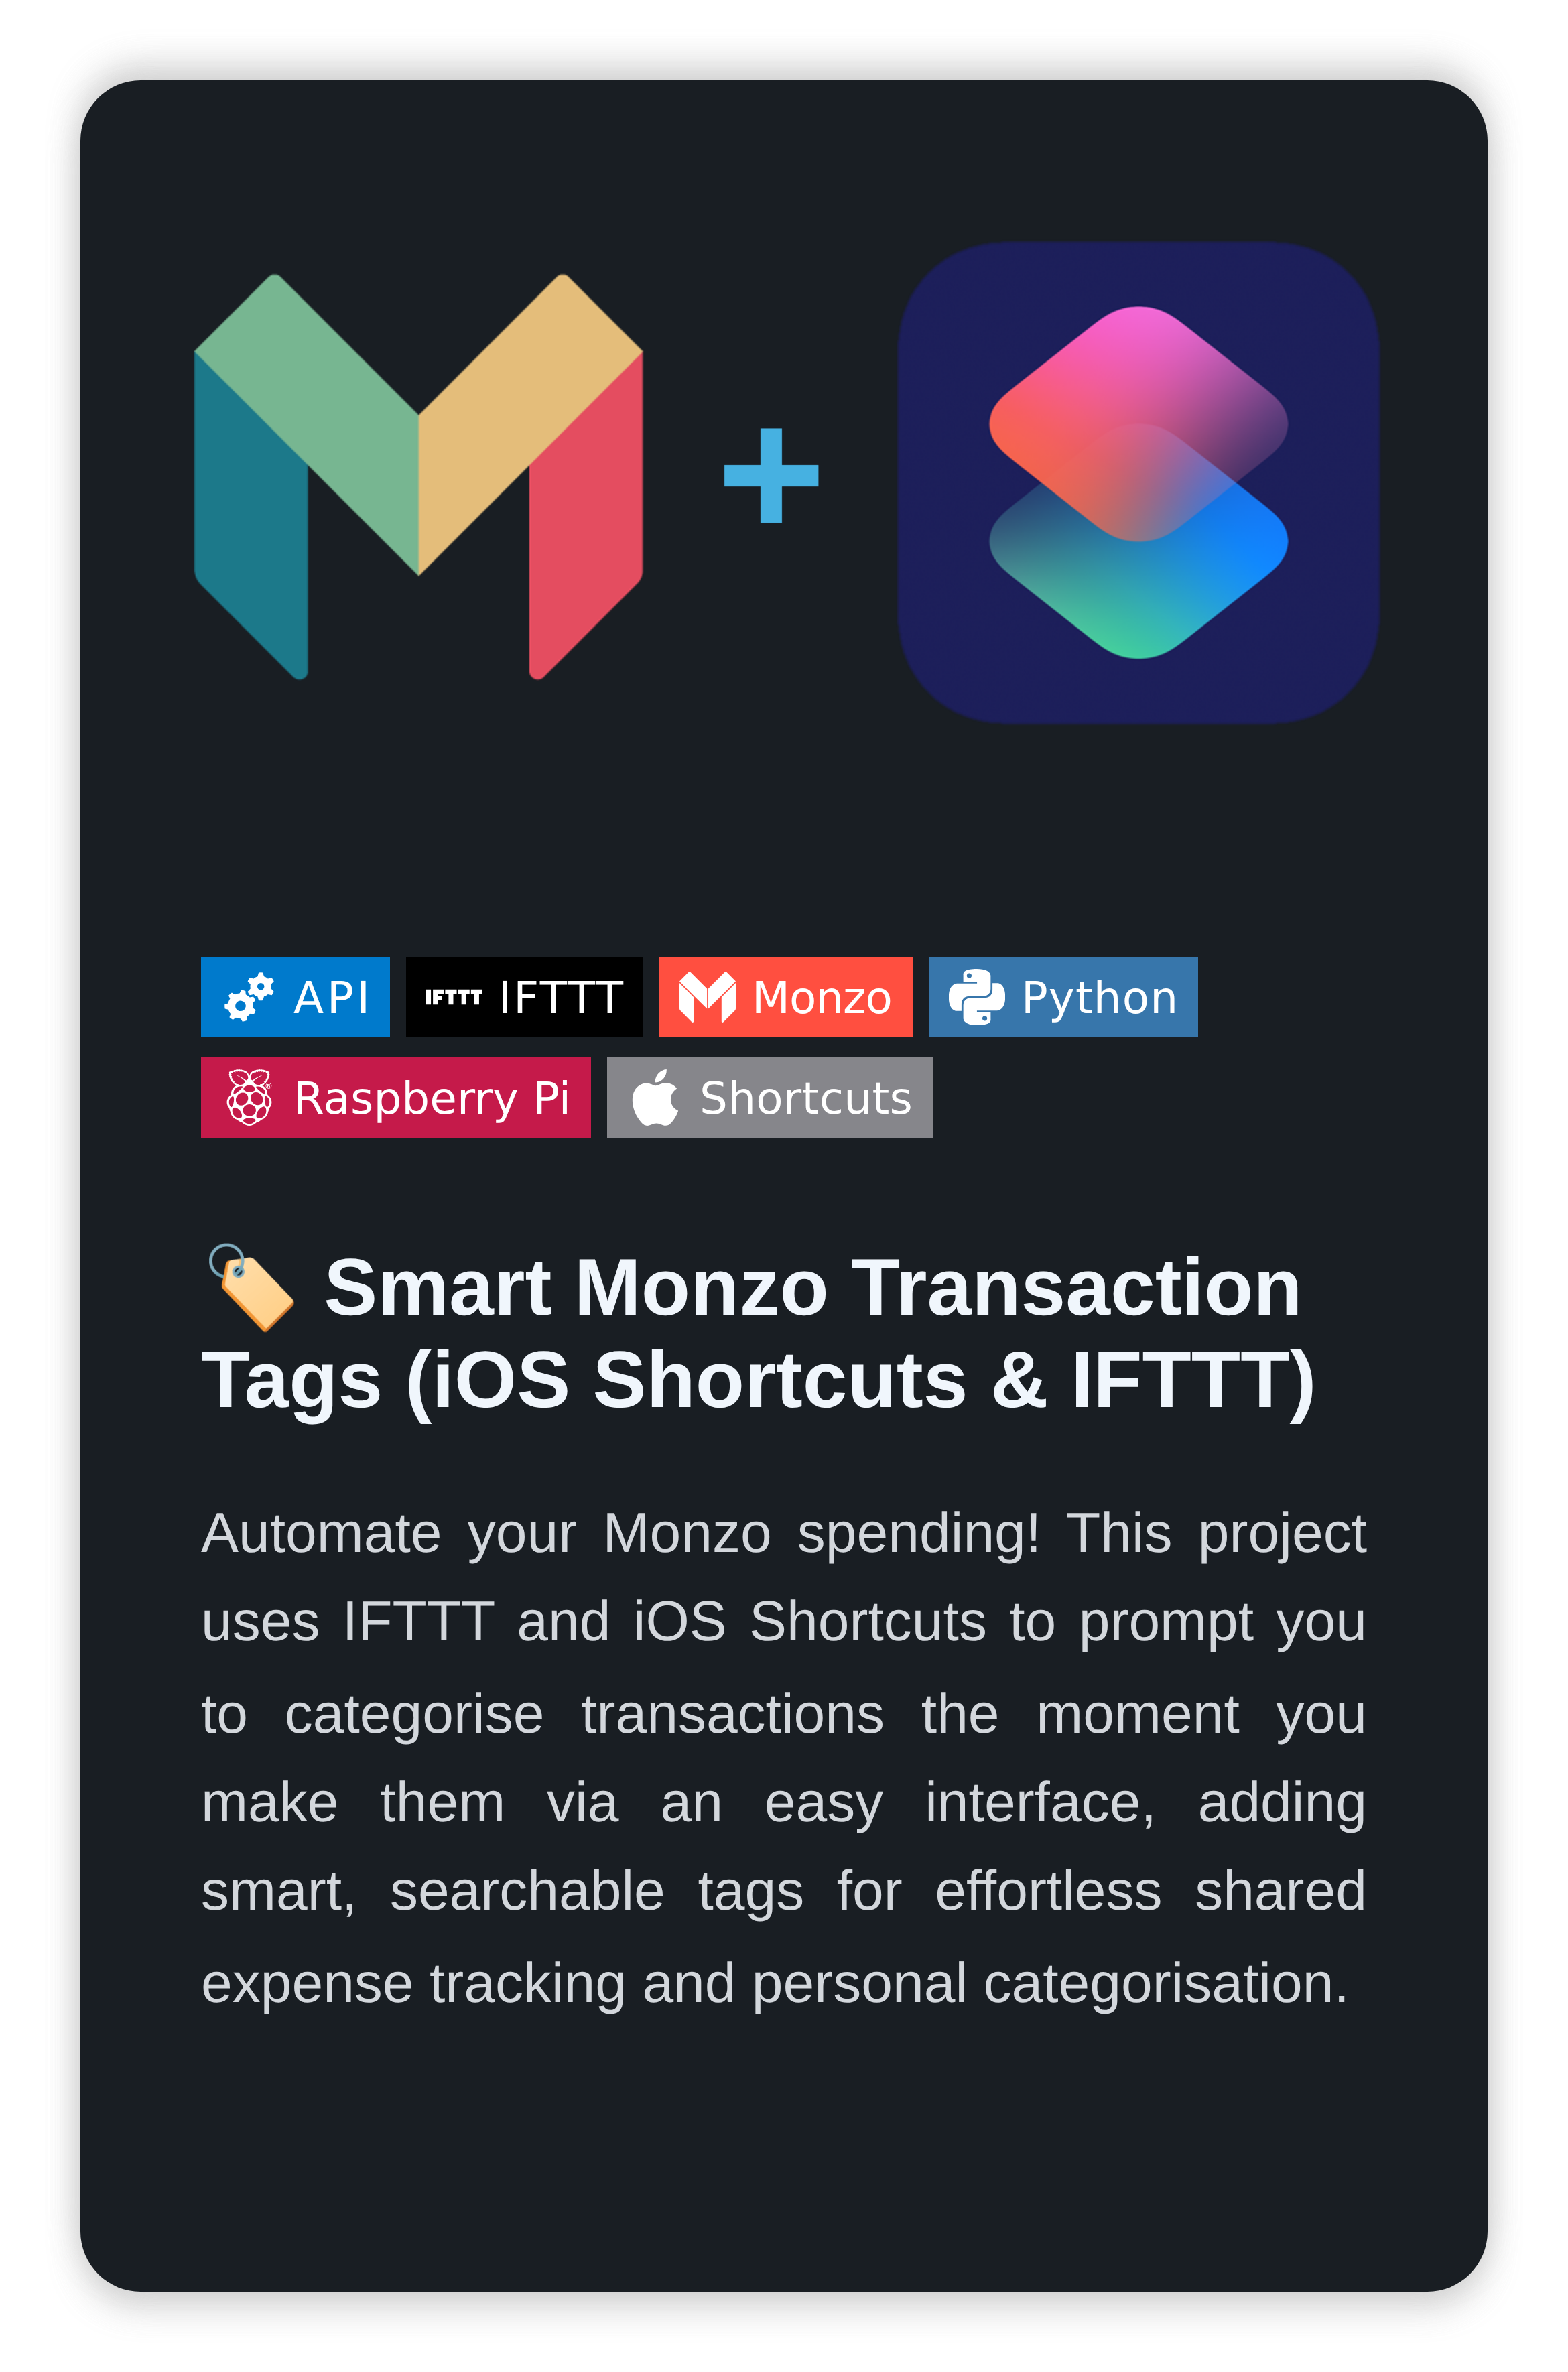 +
API IFTTT IFTTT Monzo Python
Raspberry Pi Shortcuts
🏷️ Smart Monzo Transaction
Tags (iOS Shortcuts & IFTTT)
Automate your Monzo spending! This project
uses IFTTT and iOS Shortcuts to prompt you
to categorise transactions the moment you
make them via an easy interface, adding
smart, searchable tags for effortless shared
expense tracking and personal categorisation.